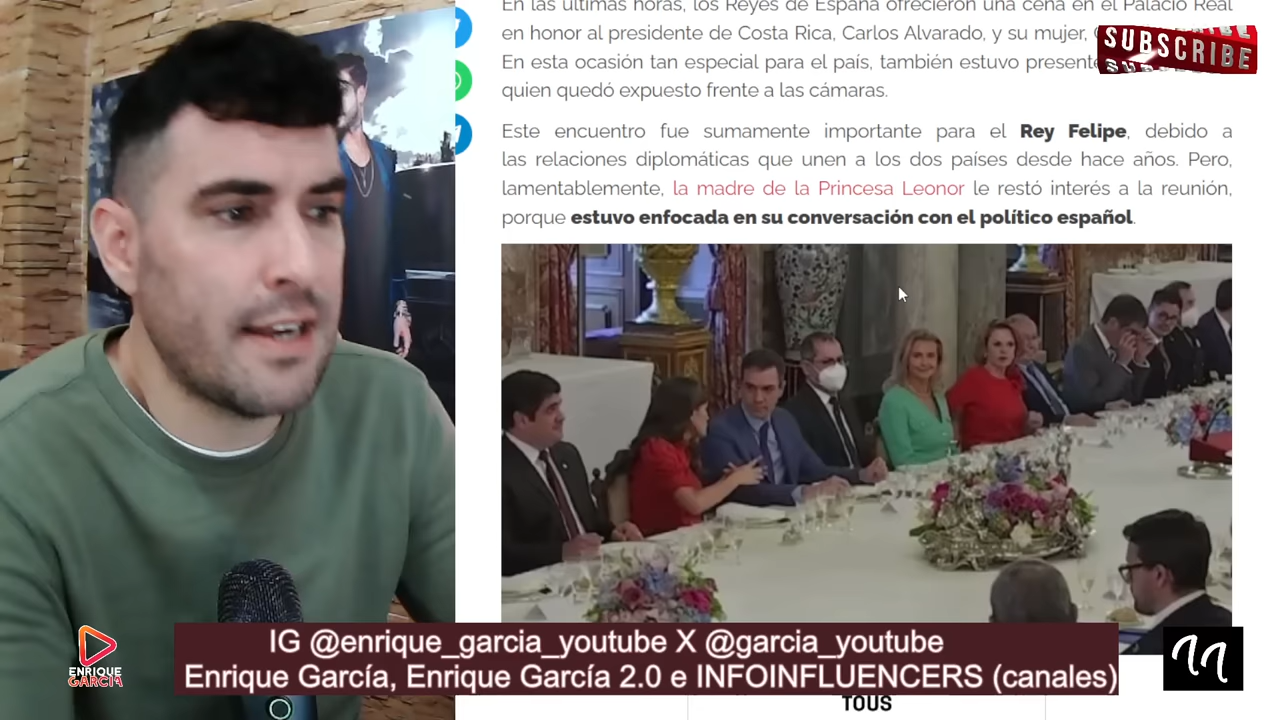 En las últimas horas, los Reyes de España ofrecieron una cena en el Palacio Real
en honor al presidente de Costa Rica, Carlos Alvarado, y su mujer,
En esta ocasión tan especial para el país, también estuvo presente
quien quedó expuesto frente a las cámaras.
Este encuentro fue sumamente importante para el Rey Felipe, debido a
las relaciones diplomáticas que unen a los dos países desde hace años. Pero,
lamentablemente, la madre de la Princesa Leonor le restó interés a la reunión,
porque estuvo enfocada en su conversación con el político español.
SUBSCRIBE
IG @enrique_garcia_youtube X @garcia_youtube
Enrique García, Enrique García 2.0 e INFOINFLUENCERS (canales)
ENRIQUE
GARCÍA
TOUS